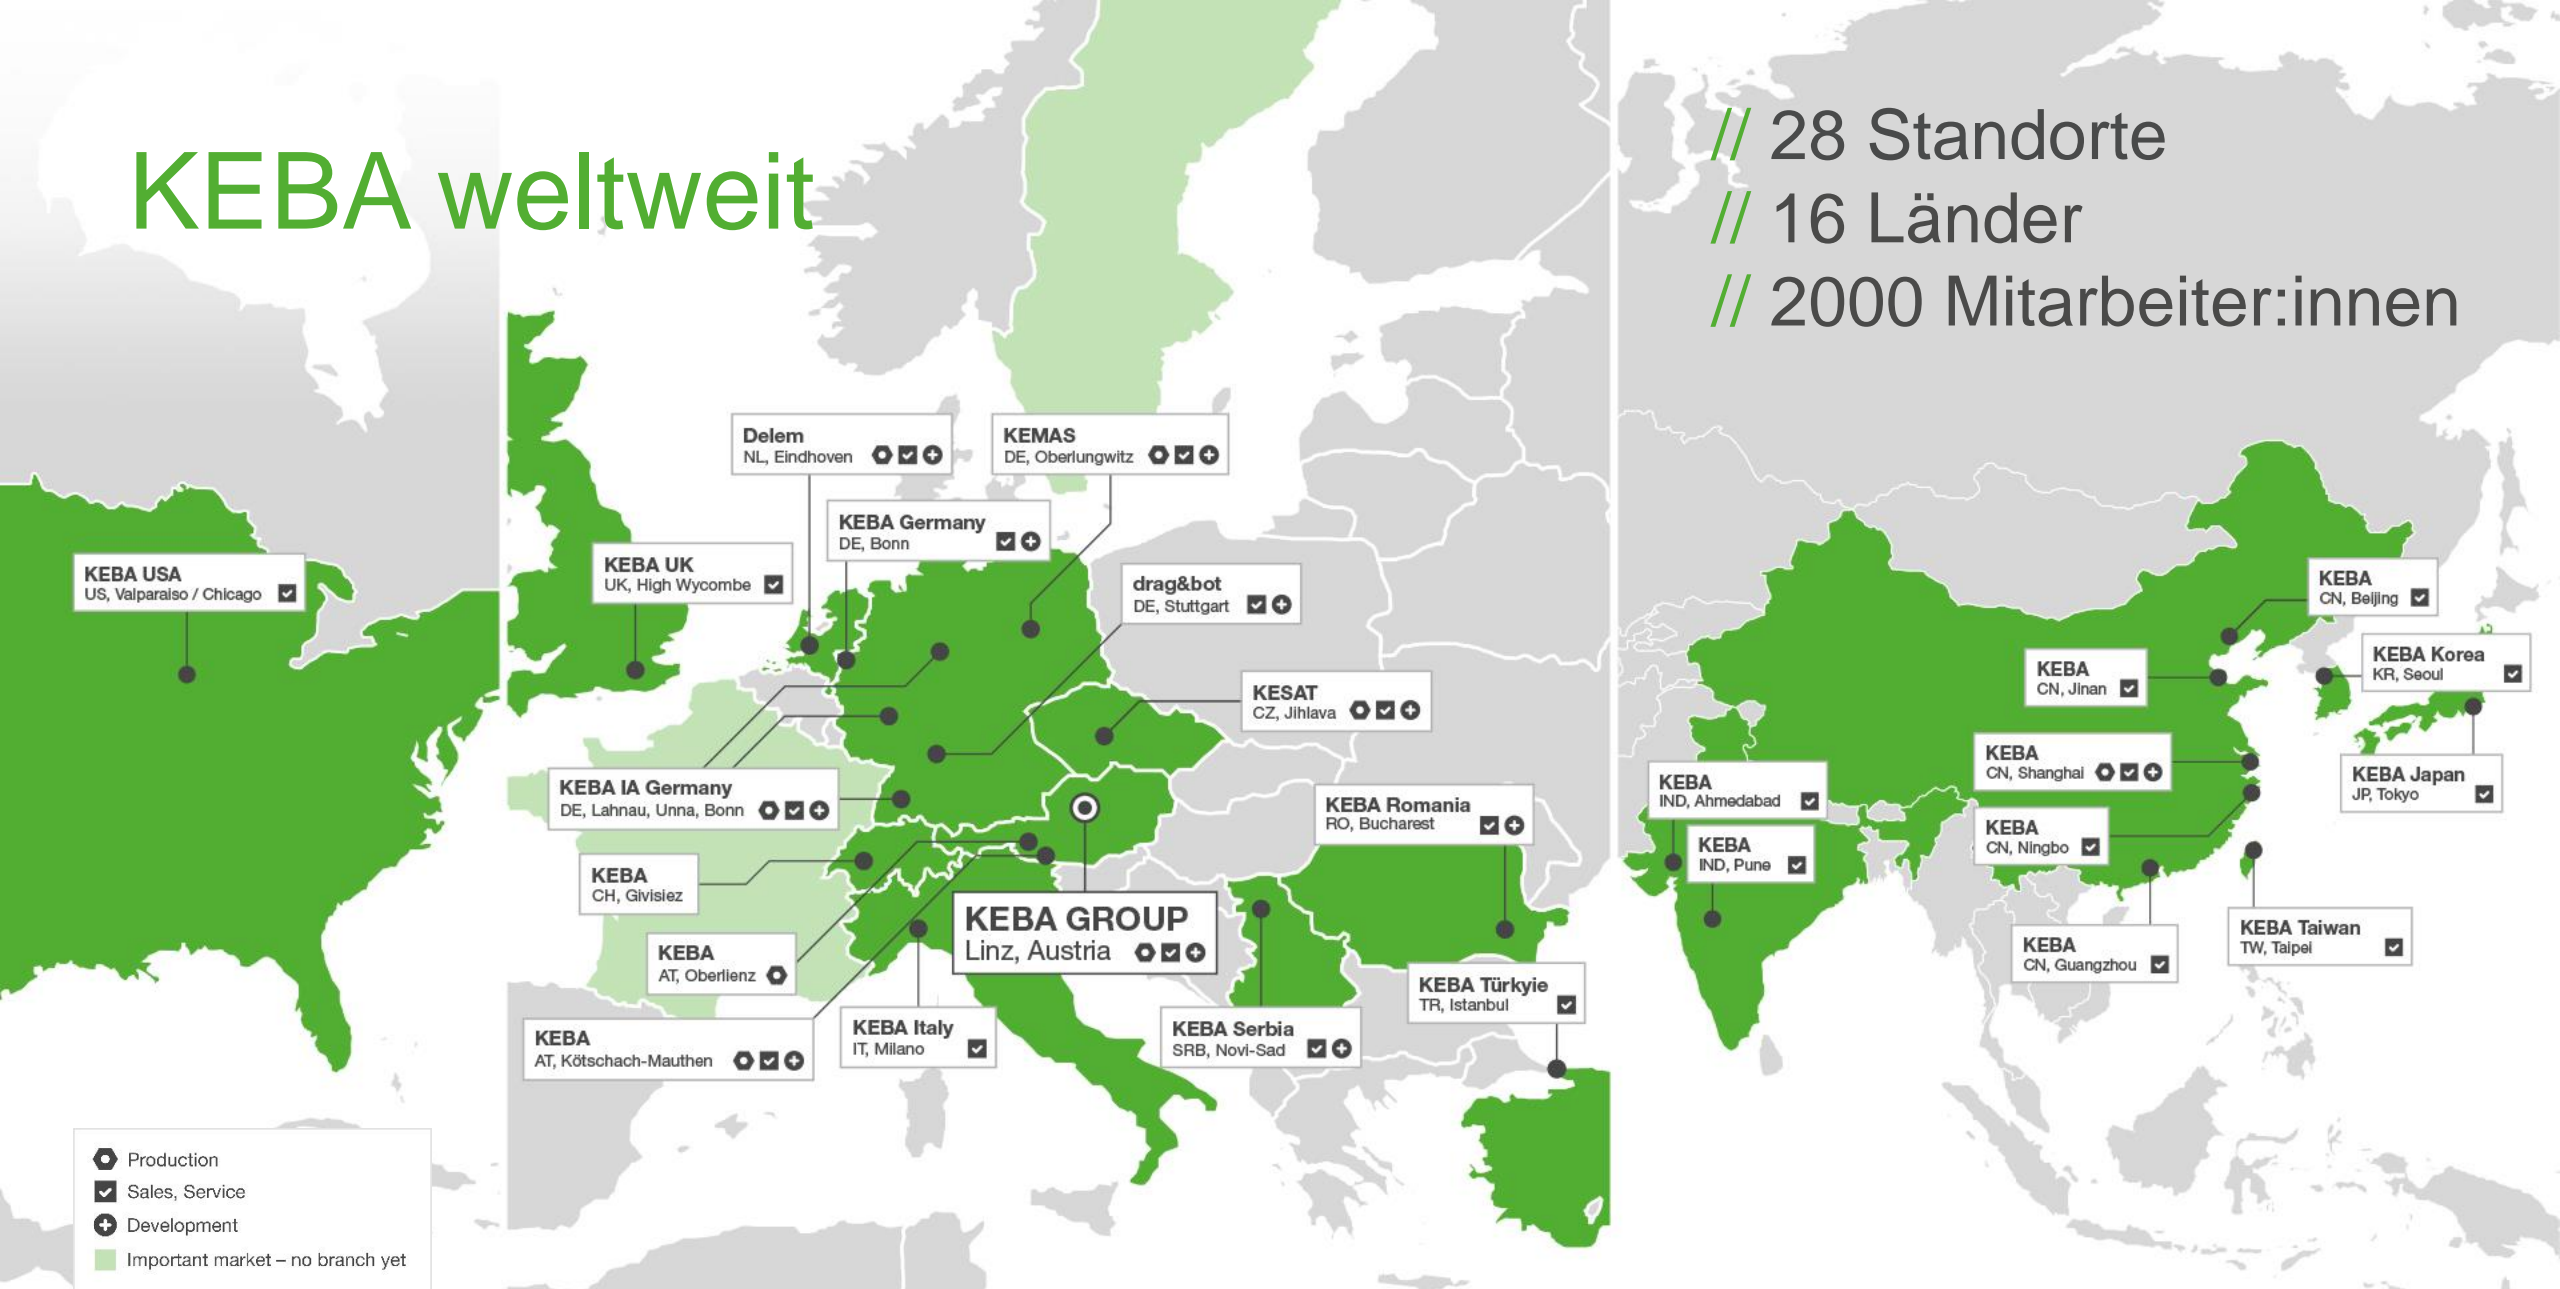 KEBA weltweit
// 28 Standorte
// 16 Länder
// 2000 Mitarbeiter:innen
Delem
NL, Eindhoven
KEMAS
DE, Oberlungwitz
KEBA Germany
DE, Bonn
KEBA USA
US, Valparaiso / Chicago
KEBA UK
UK, High Wycombe
drag&bot
DE, Stuttgart
KESAT
CZ, Jihlava
KEBA IA Germany
DE, Lahnau, Unna, Bonn
KEBA Romania
RO, Bucharest
KEBA
CH, Givisiez
KEBA GROUP
Linz, Austria
KEBA
AT, Oberlienz
KEBA
AT, Kötschach-Mauthen
KEBA Italy
IT, Milano
KEBA Serbia
SRB, Novi-Sad
KEBA Türkyie
TR, Istanbul
KEBA
CN, Beijing
KEBA Korea
KR, Seoul
KEBA
CN, Jinan
KEBA
CN, Shanghai
KEBA Japan
JP, Tokyo
KEBA
IND, Ahmedabad
KEBA
IND, Pune
KEBA
CN, Ningbo
KEBA
CN, Guangzhou
KEBA Taiwan
TW, Taipei
Production
Sales, Service
Development
Important market – no branch yet